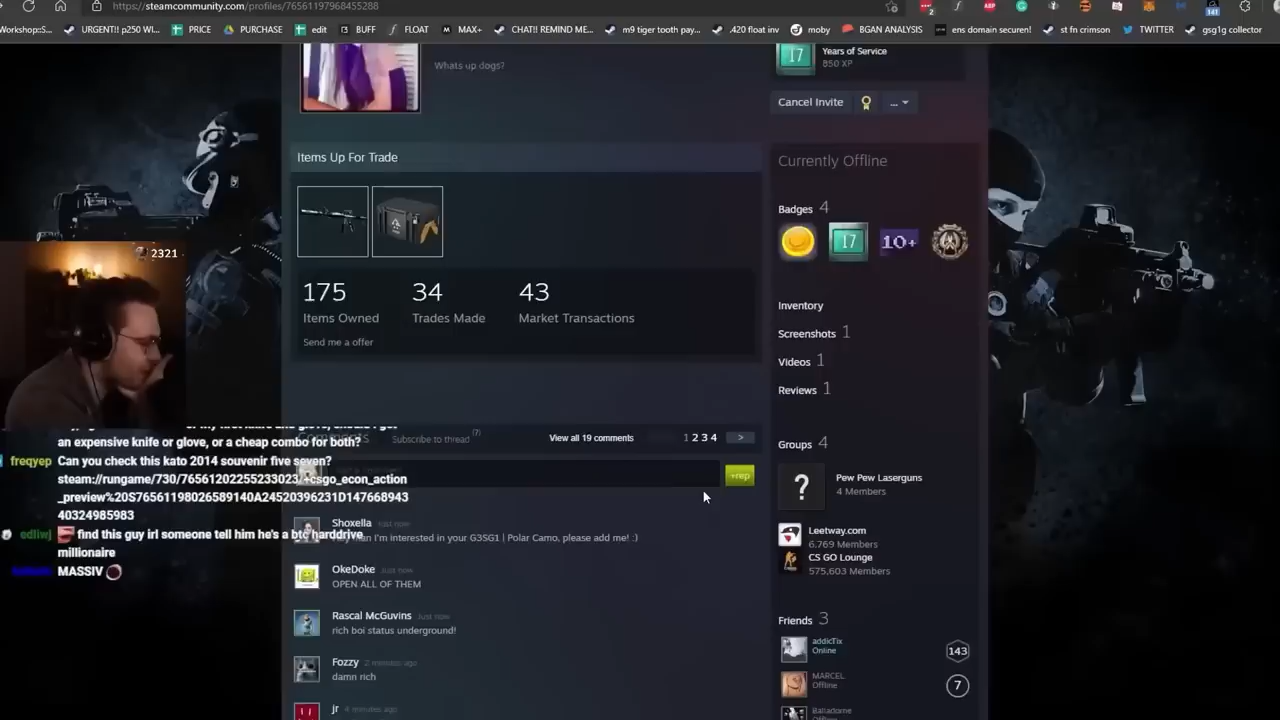 https://steamcommunity.com/profiles/76561197968455288
Workshop::S...
URGENT!! p250 WI...
PRICE
PURCHASE
edit
BUFF
FLOAT
MAX+
CHAT!! REMIND ME...
m9 tiger tooth pay...
.420 float inv
moby
BGAN ANALYSIS
ens domain securen!
st fn crimson
TWITTER
gsg1g collector
Whats up dogs?
17
Years of Service
850 XP
Cancel Invite
...
Items Up For Trade
175
Items Owned
34
Trades Made
43
Market Transactions
Send me a offer
Currently Offline
Badges 4
17
10+
Inventory
Screenshots 1
Videos 1
Reviews 1
Groups 4
?
Pew Pew Laserguns
4 Members
Leetway.com
6,769 Members
CS GO Lounge
575,603 Members
Friends 3
addicTix
Online
143
MARCEL
Offline
7
Balladome
2321
Comments
Subscribe to thread
(?)
View all 19 comments
1 2 3 4 >
+rep
Shoxella just now
man I'm interested in your G3SG1 | Polar Camo, please add me! :)
OkeDoke Just now
OPEN ALL OF THEM
Rascal McGuvins Just now
rich boi status underground!
Fozzy 2 minutes ago
damn rich
jr 4 minutes ago
an expensive knife or glove, or a cheap combo for both?
freqyep Can you check this kato 2014 souvenir five seven?
steam://rungame/730/76561202255233023/+csgo_econ_action
_preview%20S76561198026589140A24520396231D147668943
40324985983
edliwj find this guy irl someone tell him he's a btc harddrive
millionaire
MASSIV